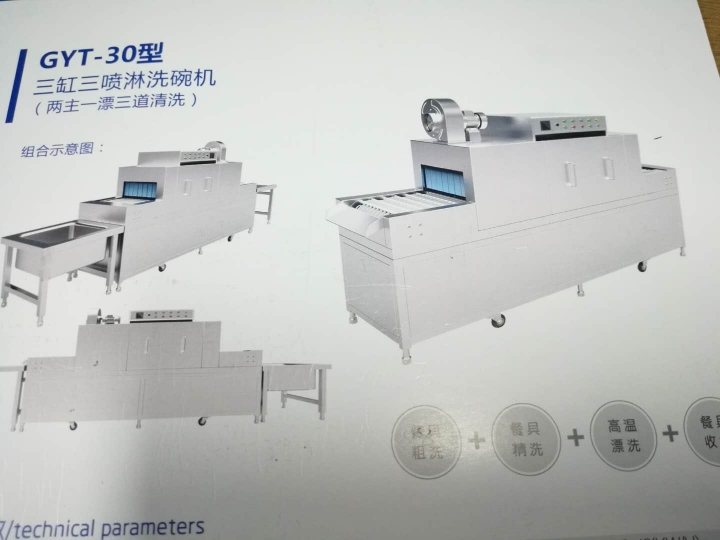 GYT-30型
三缸三喷淋洗碗机
（两主一漂三道清洗）
组合示意图：
粗洗
+
餐具
精洗
+
高温
漂洗
+
餐具
收
/technical parameters